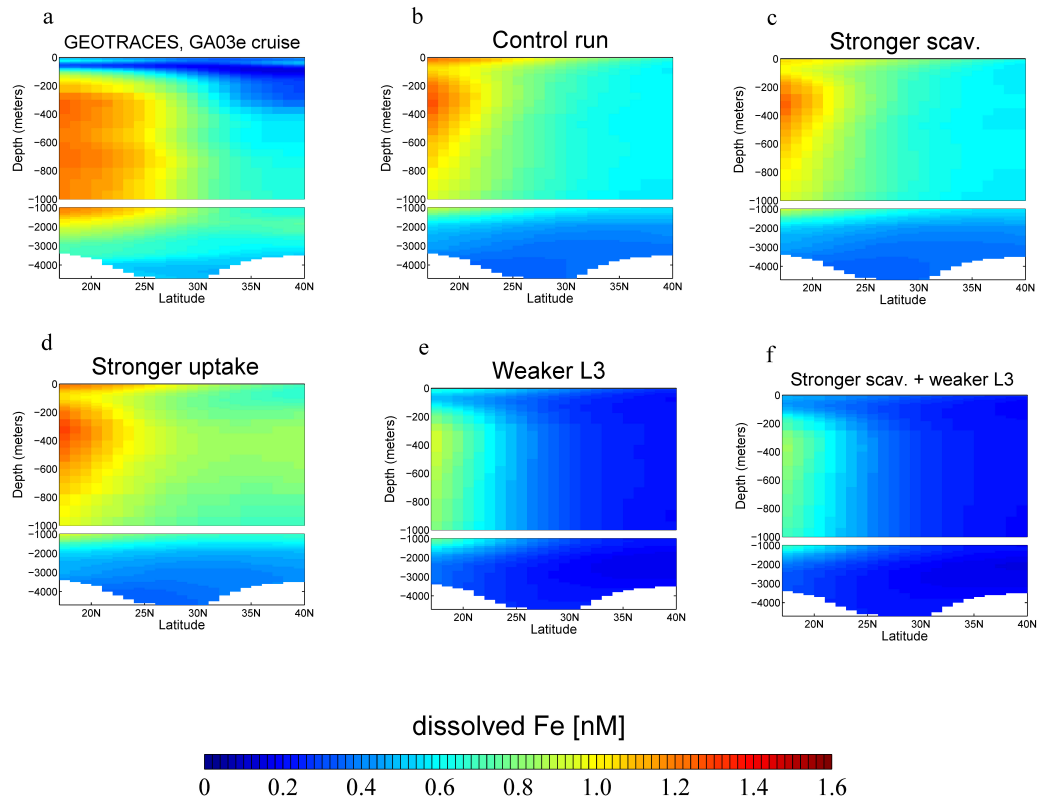 a
GEOTRACES, GA03e cruise
0
−200
−400
−600
−800
−1000
−1000
−2000
−3000
−4000
Depth (meters)
20N 25N 30N 35N 40N
Latitude
b
Control run
0
−200
−400
−600
−800
−1000
−1000
−2000
−3000
−4000
Depth (meters)
20N 25N 30N 35N 40N
Latitude
c
Stronger scav.
0
−200
−400
−600
−800
−1000
−1000
−2000
−3000
−4000
Depth (meters)
20N 25N 30N 35N 40N
Latitude
d
Stronger uptake
0
−200
−400
−600
−800
−1000
−1000
−2000
−3000
−4000
Depth (meters)
20N 25N 30N 35N 40N
Latitude
e
Weaker L3
0
−200
−400
−600
−800
−1000
−1000
−2000
−3000
−4000
Depth (meters)
20N 25N 30N 35N 40N
Latitude
f
Stronger scav. + weaker L3
0
−200
−400
−600
−800
−1000
−1000
−2000
−3000
−4000
Depth (meters)
20N 25N 30N 35N 40N
Latitude
dissolved Fe [nM]
0 0.2 0.4 0.6 0.8 1.0 1.2 1.4 1.6